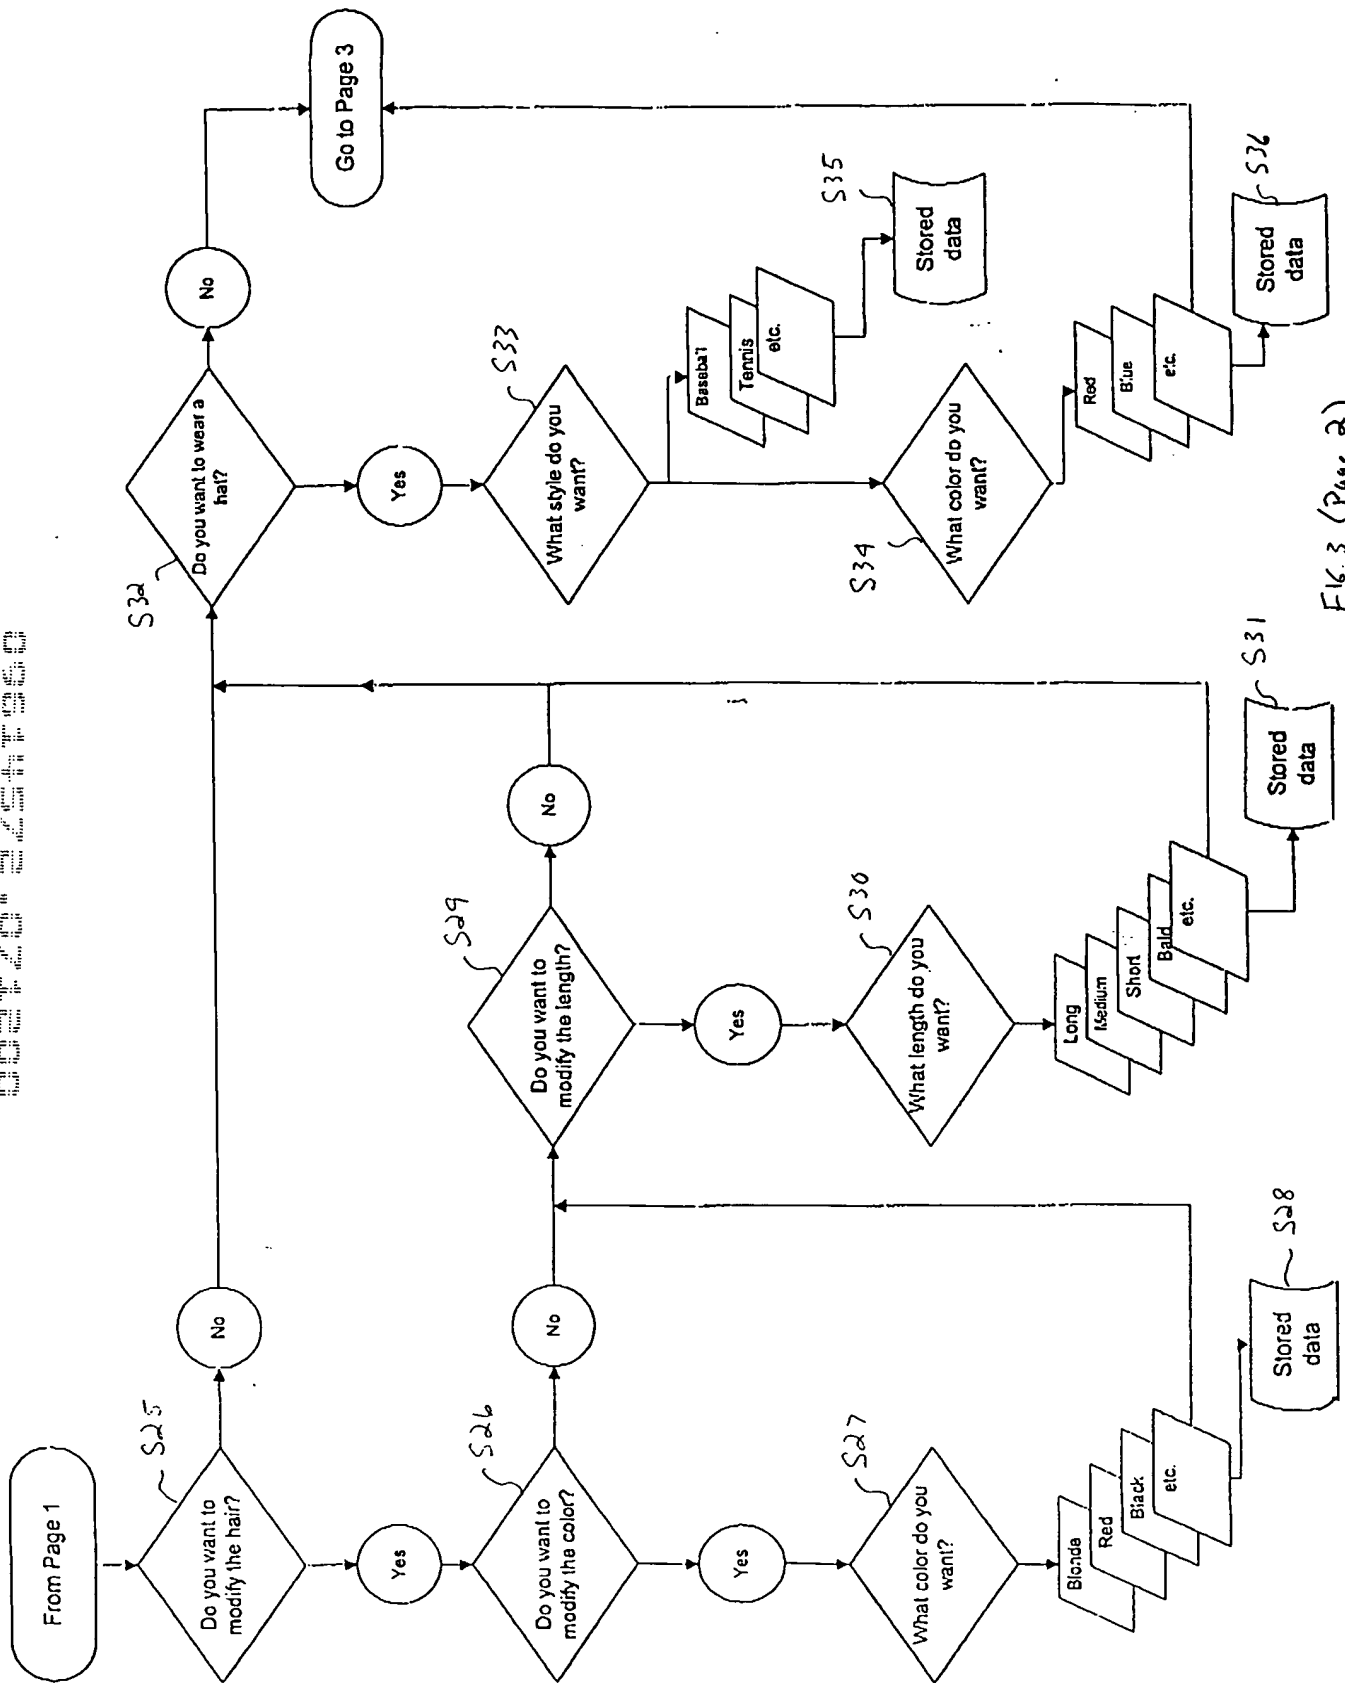 From Page 1
Do you want to
modify the hair?
S25
No
Yes
Do you want to
modify the color?
S26
No
Yes
What color do you
want?
S27
Blonde
Red
Black
etc.
Stored
data
S28
Do you want to
modify the length?
S29
No
Yes
What length do you
want?
S30
Long
Medium
Short
Bald
etc.
Stored
data
S31
Do you want to wear a
hat?
S32
No
Go to Page 3
Yes
What style do you
want?
S33
Baseball
Tennis
etc.
Stored
data
S35
What color do you
want?
S34
Red
Blue
etc.
Stored
data
S36
FIG. 3 (Page 2)